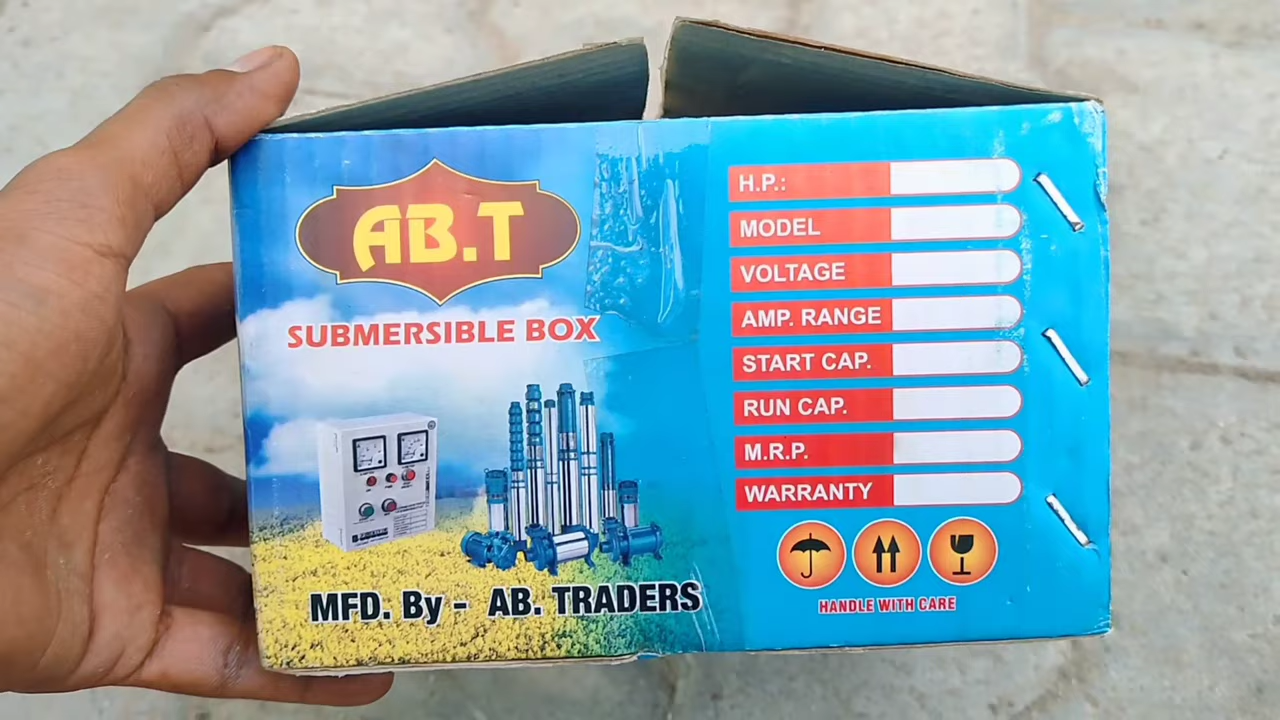 AB.T
SUBMERSIBLE BOX
MFD. By - AB. TRADERS
H.P.:
MODEL
VOLTAGE
AMP. RANGE
START CAP.
RUN CAP.
M.R.P.
WARRANTY
HANDLE WITH CARE